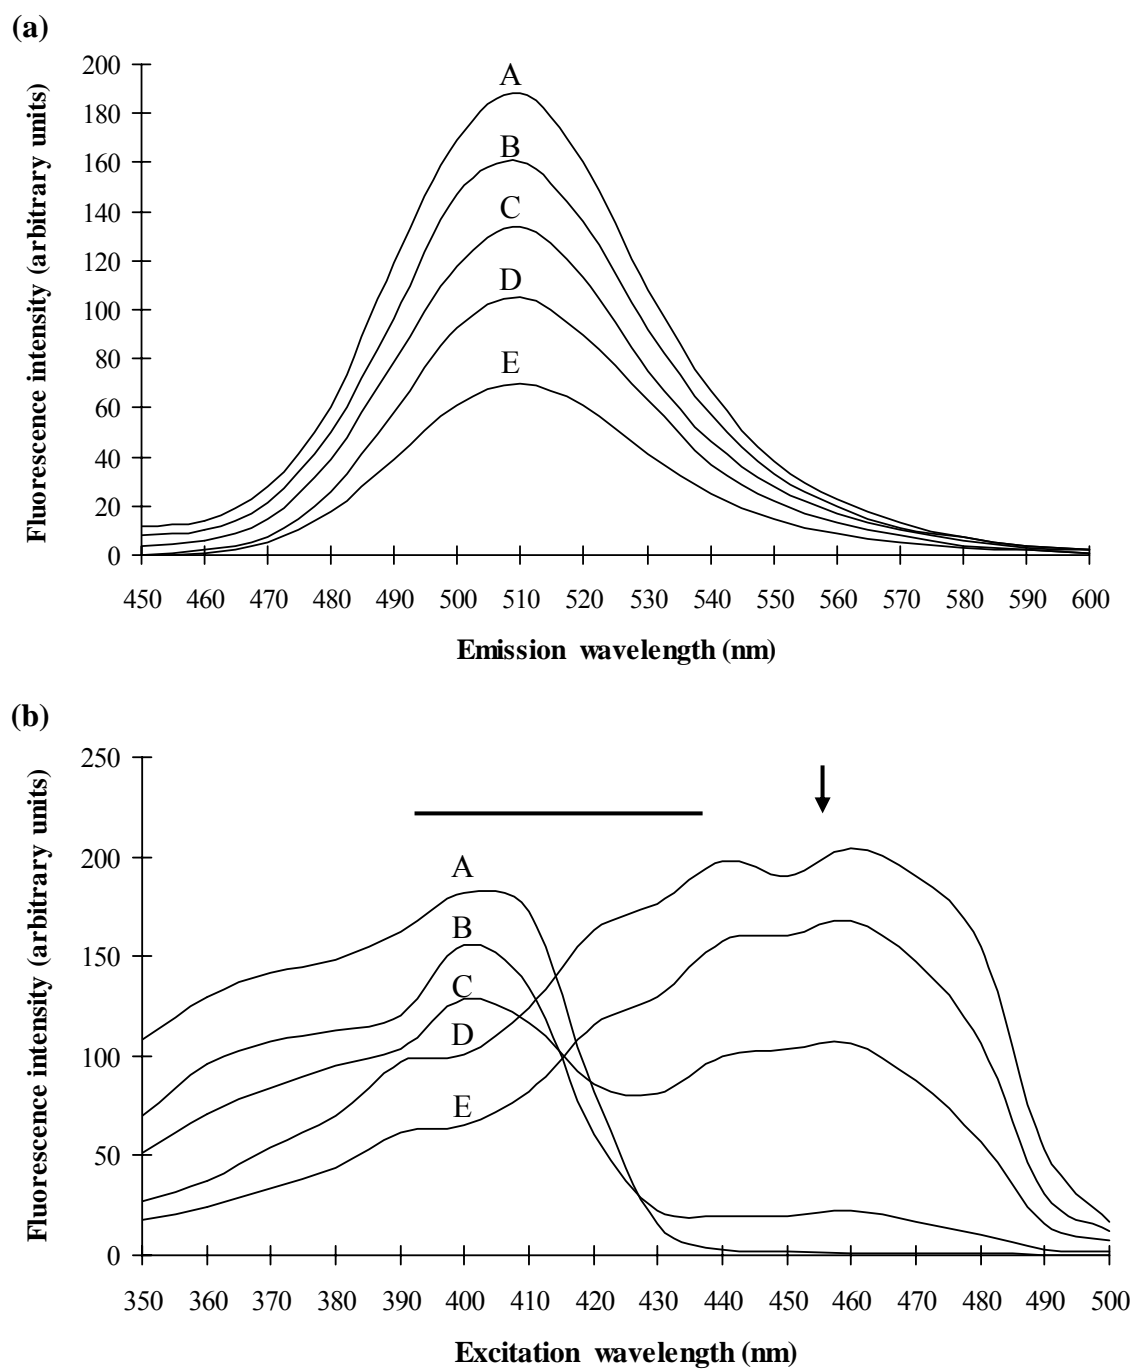 (a)
Fluorescence intensity (arbitrary units)
200
180
160
140
120
100
80
60
40
20
0
A
B
C
D
E
450 460 470 480 490 500 510 520 530 540 550 560 570 580 590 600
Emission wavelength (nm)
(b)
Fluorescence intensity (arbitrary units)
250
200
150
100
50
0
A
B
C
D
E
350 360 370 380 390 400 410 420 430 440 450 460 470 480 490 500
Excitation wavelength (nm)